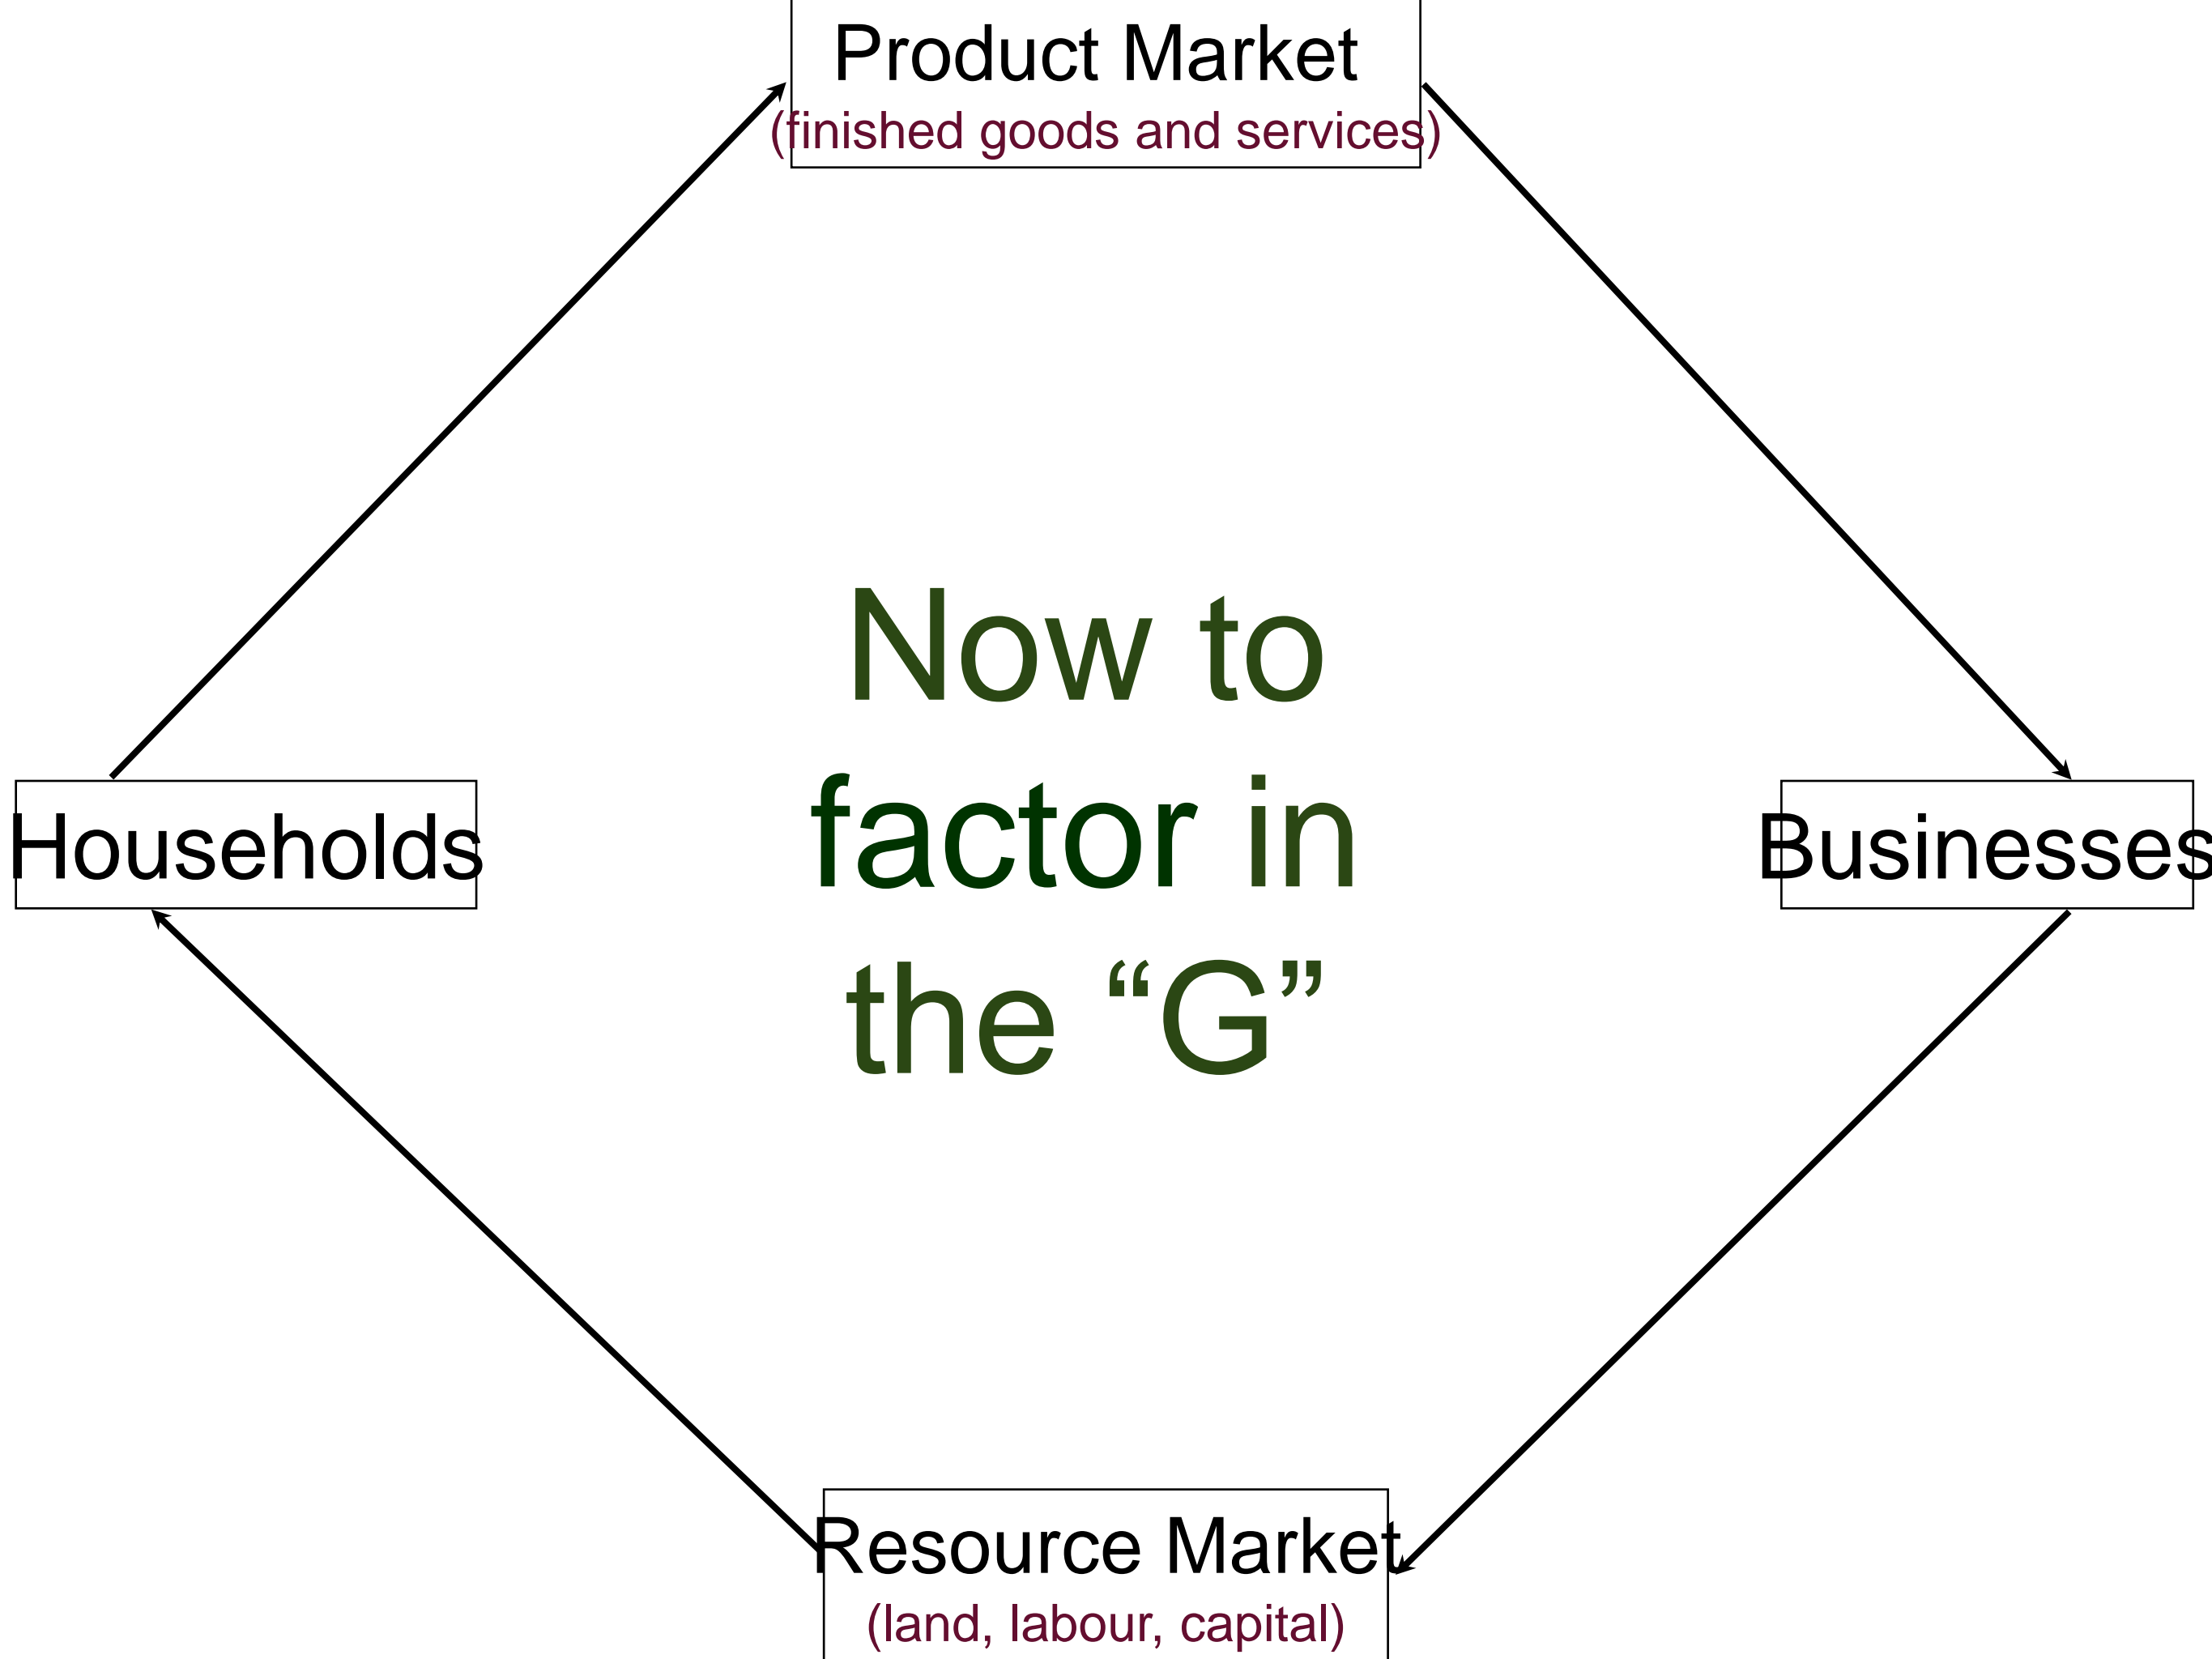 Product Market
(finished goods and services)
Now to
factor in
the “G”
Households
Businesses
Resource Market
(land, labour, capital)